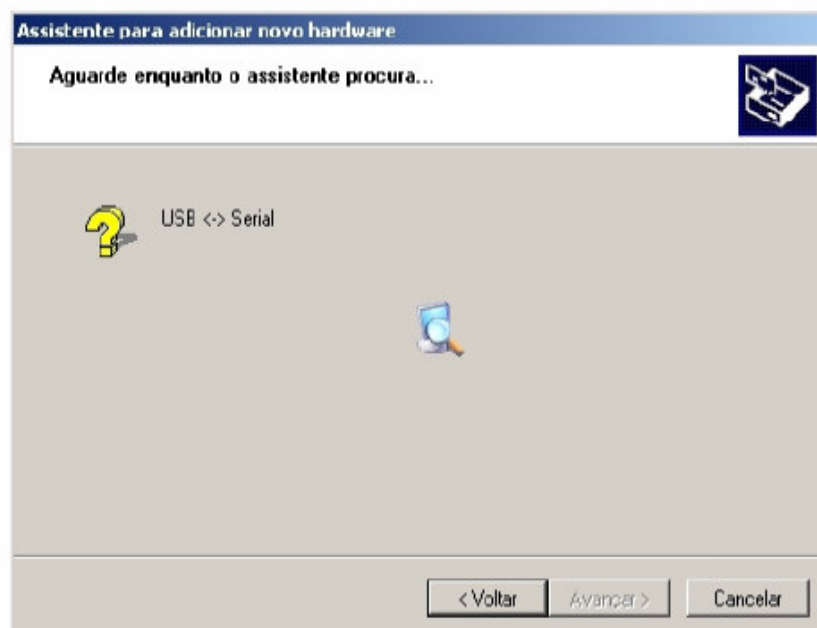 Assistente para adicionar novo hardware
Aguarde enquanto o assistente procura...
USB <-> Serial
< Voltar
Avançar >
Cancelar